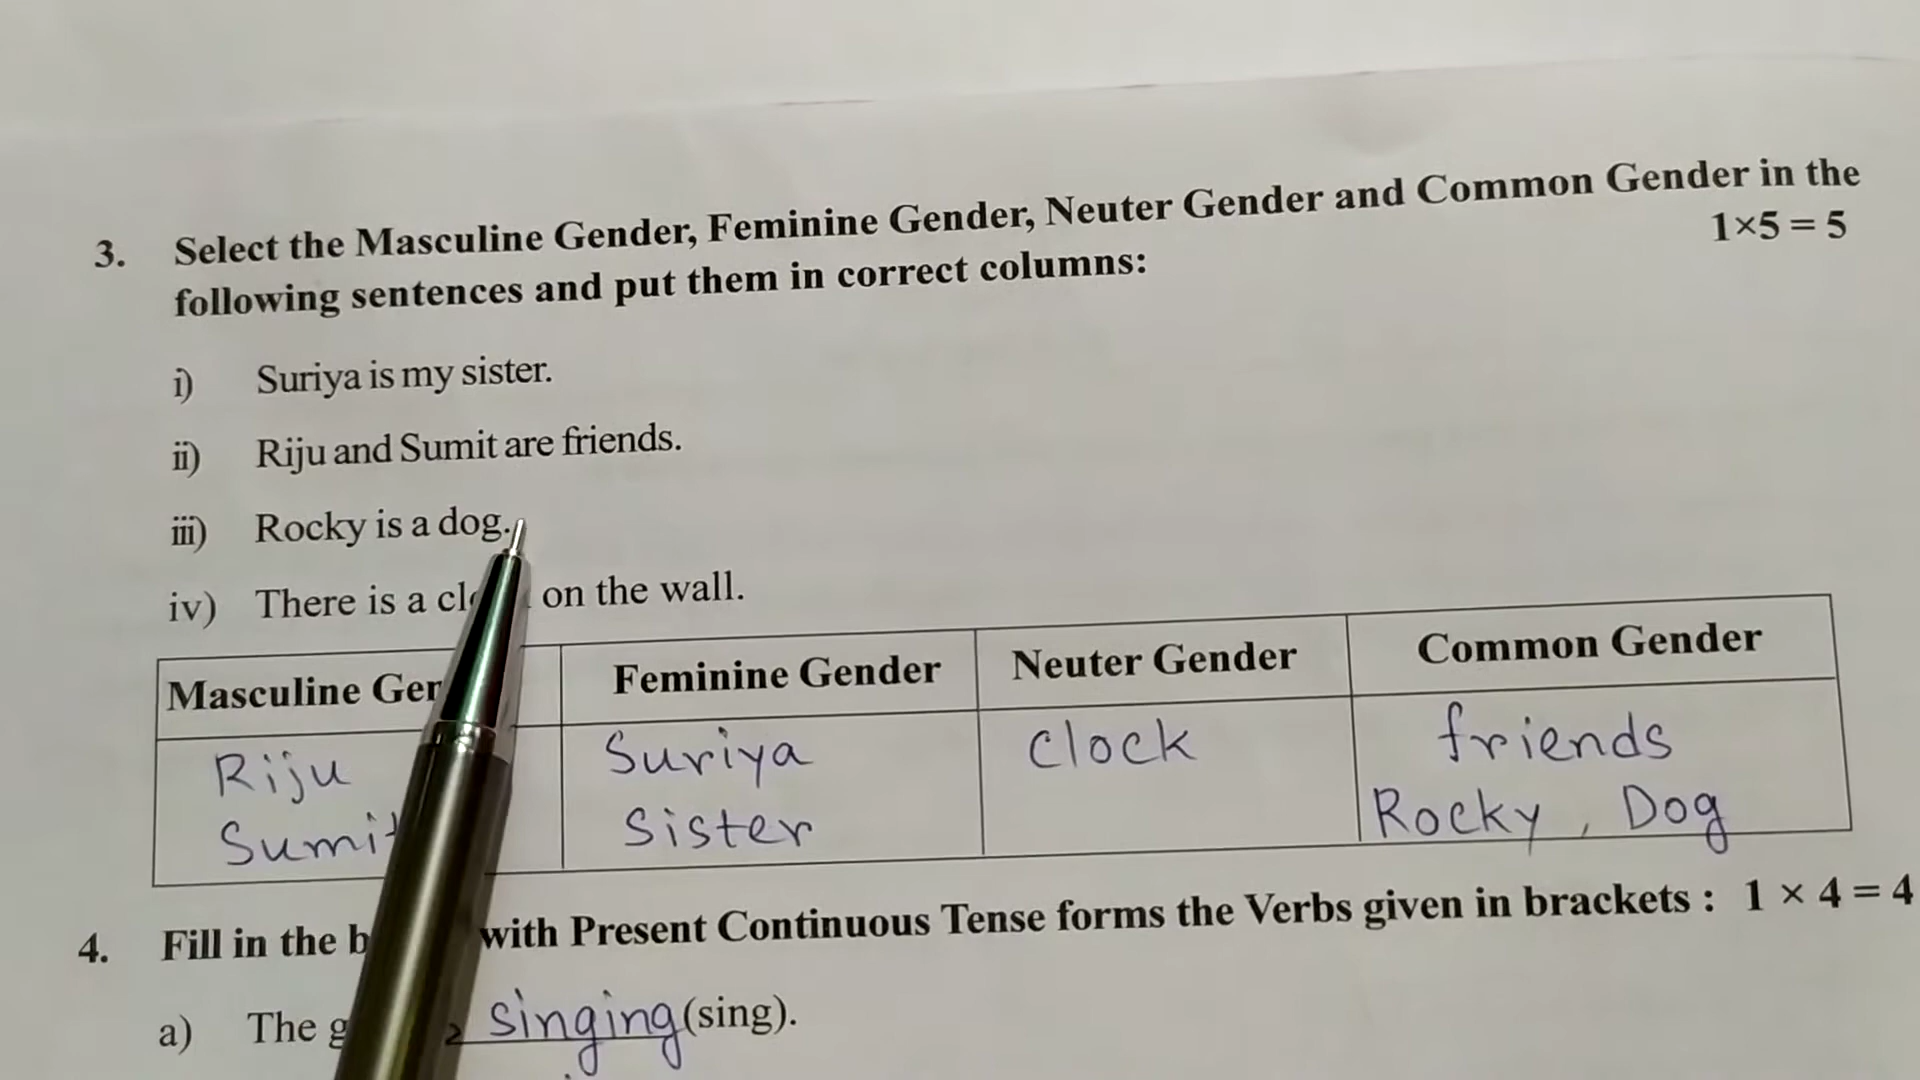 3. Select the Masculine Gender, Feminine Gender, Neuter Gender and Common Gender in the
following sentences and put them in correct columns: 1×5 = 5
i) Suriya is my sister.
ii) Riju and Sumit are friends.
iii) Rocky is a dog.
iv) There is a on the wall.
Masculine Feminine Gender Neuter Gender Common Gender
Riju Suriya Clock friends
Sumit Sister Rocky, Dog
4. Fill in the with Present Continuous Tense forms the Verbs given in brackets : 1 × 4 = 4
a) The singing (sing).